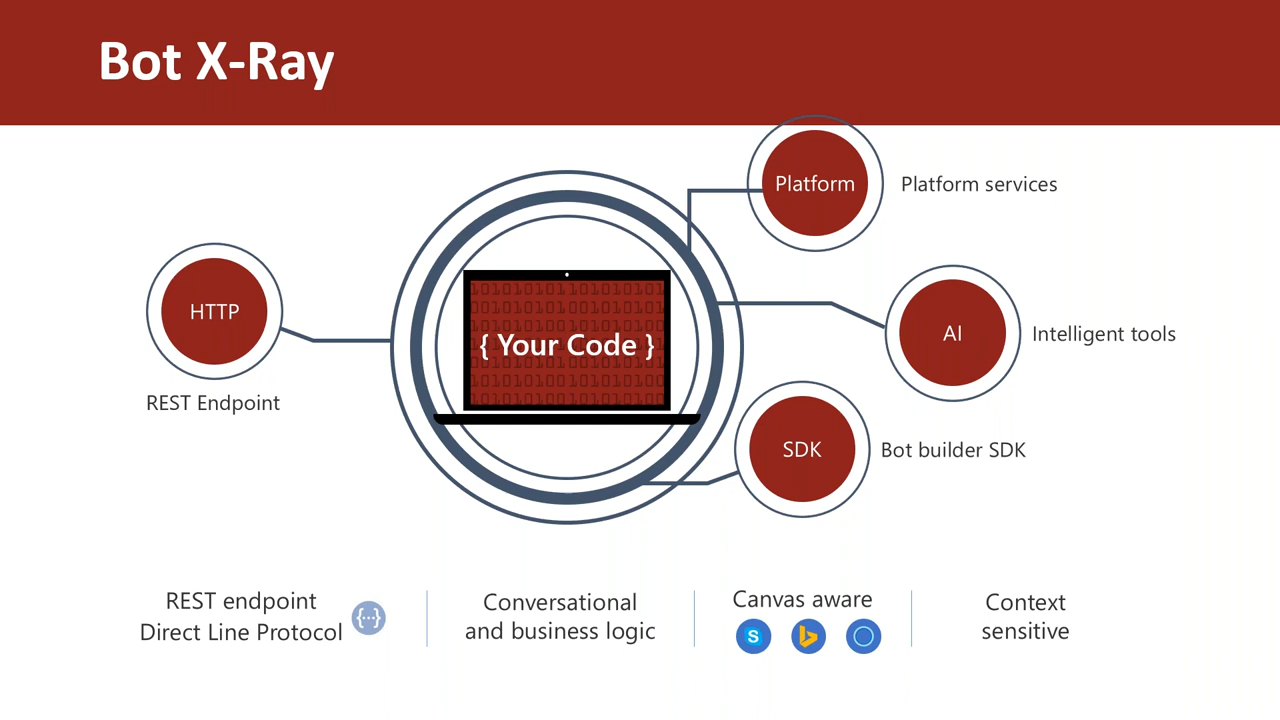 Bot X-Ray
Platform
Platform services
HTTP
REST Endpoint
101010101101010101
{ Your Code }
AI
Intelligent tools
SDK
Bot builder SDK
REST endpoint
Direct Line Protocol
{...}
Conversational
and business logic
Canvas aware
S
b
Context
sensitive